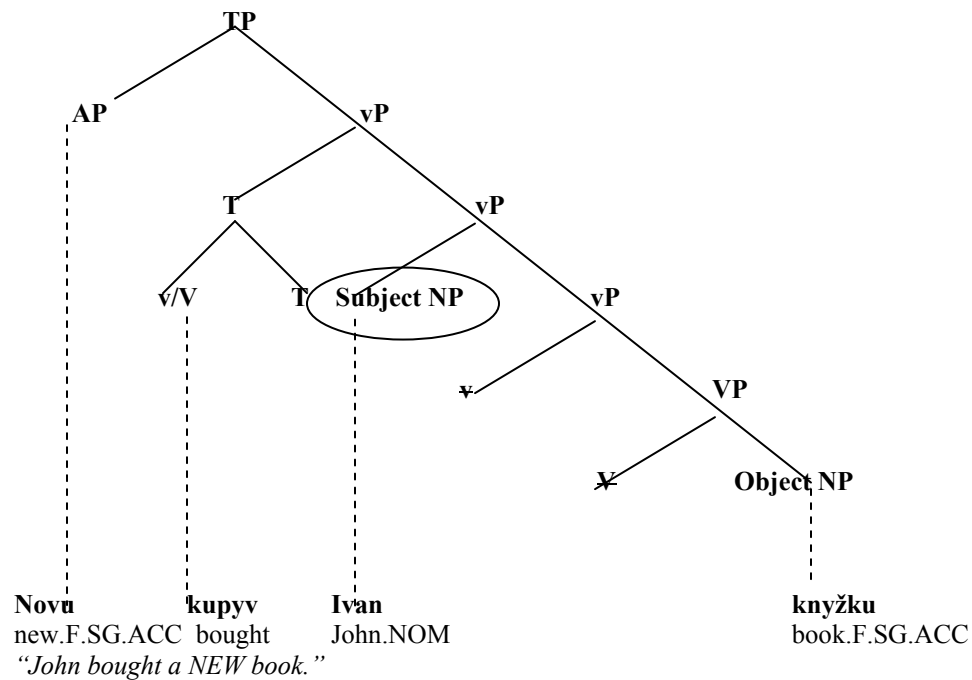 TP
AP vP
T vP
v/V T Subject NP vP
v VP
V Object NP
Novu kupyv Ivan knyžku
new.F.SG.ACC bought John.NOM book.F.SG.ACC
“John bought a NEW book.”